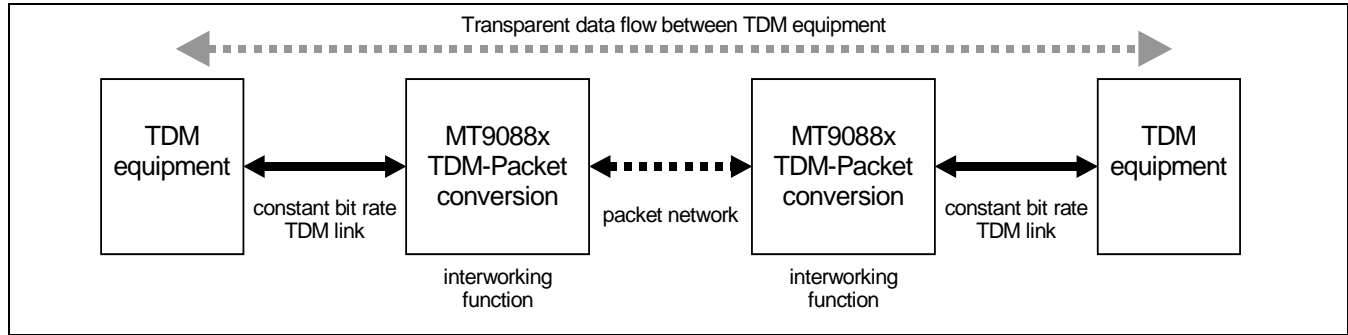 Transparent data flow between TDM equipment
TDM
equipment
constant bit rate
TDM link
MT9088x
TDM-Packet
conversion
interworking
function
packet network
MT9088x
TDM-Packet
conversion
interworking
function
constant bit rate
TDM link
TDM
equipment